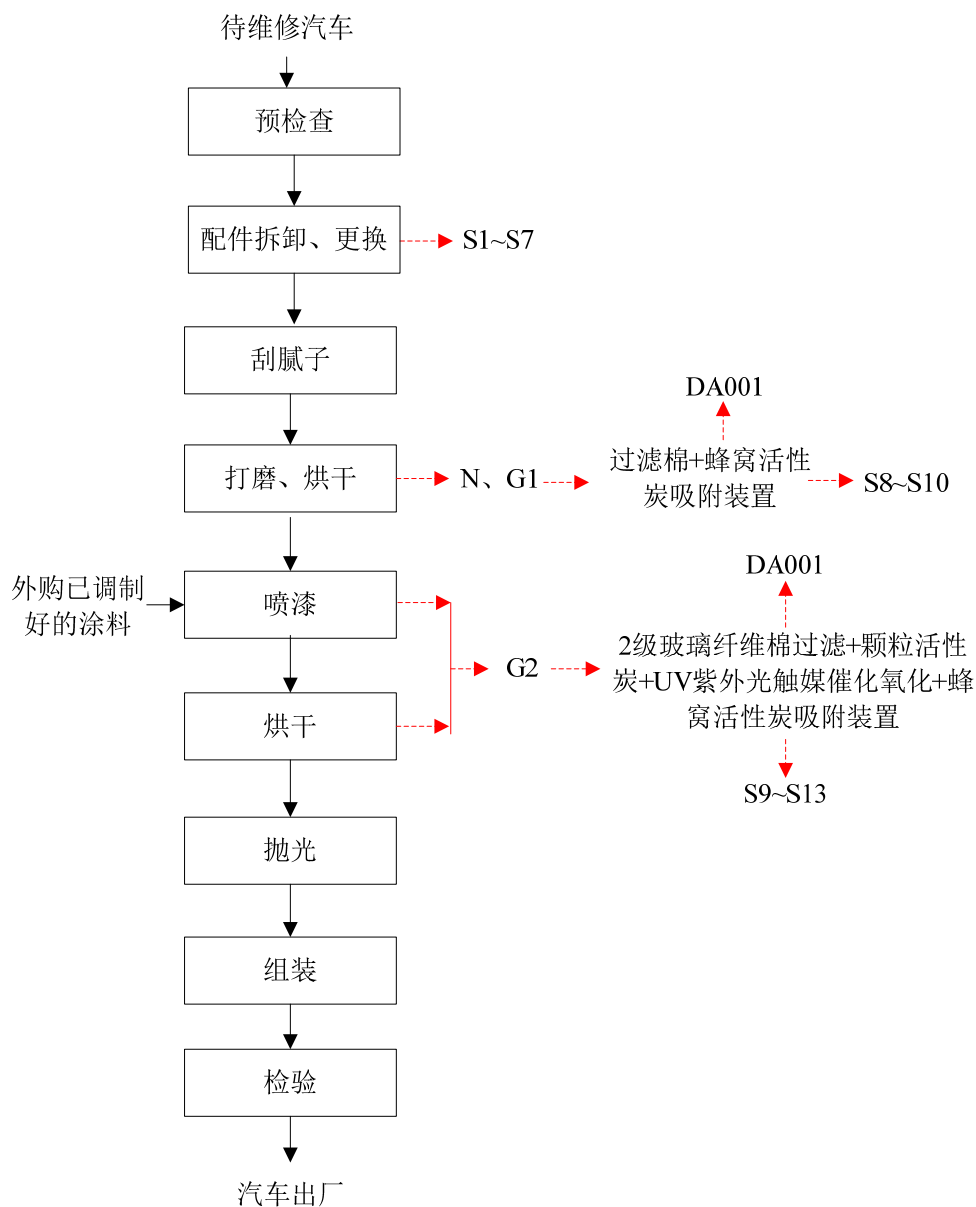 待维修汽车
预检查
配件拆卸、更换
S1~S7
刮腻子
DA001
打磨、烘干
N、G1
过滤棉+蜂窝活性
炭吸附装置
S8~S10
DA001
外购已调制
好的涂料
喷漆
2级玻璃纤维棉过滤+颗粒活性
炭+UV紫外光触媒催化氧化+蜂
窝活性炭吸附装置
G2
烘干
S9~S13
抛光
组装
检验
汽车出厂